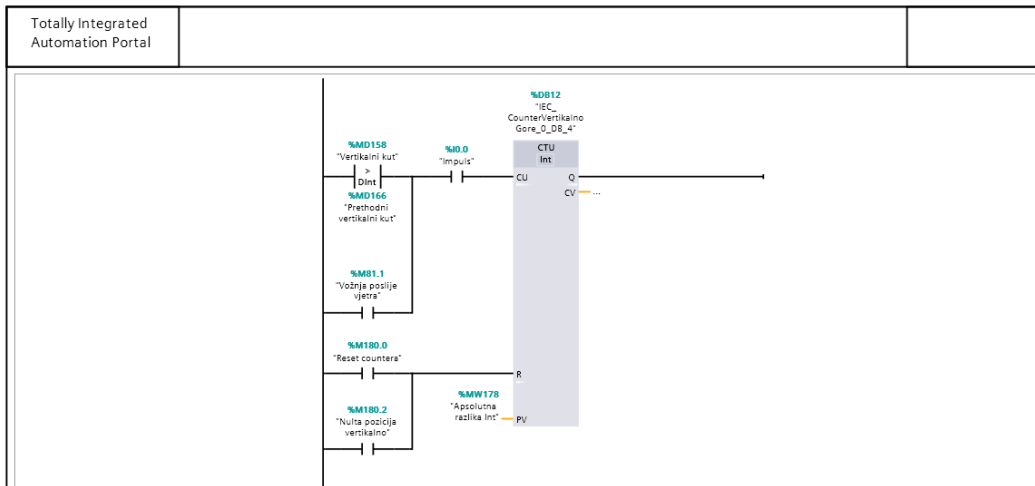 Totally Integrated
Automation Portal
%DB12
"IEC_
CounterVertikalno
Gore_0_DB_4"
CTU
Int
%MD158
"Vertikalni kut"
>
DInt
%MD166
"Prethodni
vertikalni kut"
%I0.0
"Impuls"
CU
Q
CV
...
%M81.1
"Vožnja poslije
vjetra"
%M180.0
"Reset countera"
R
%M180.2
"Nulta pozicija
vertikalno"
%MW178
"Apsolutna
razlika Int"
PV